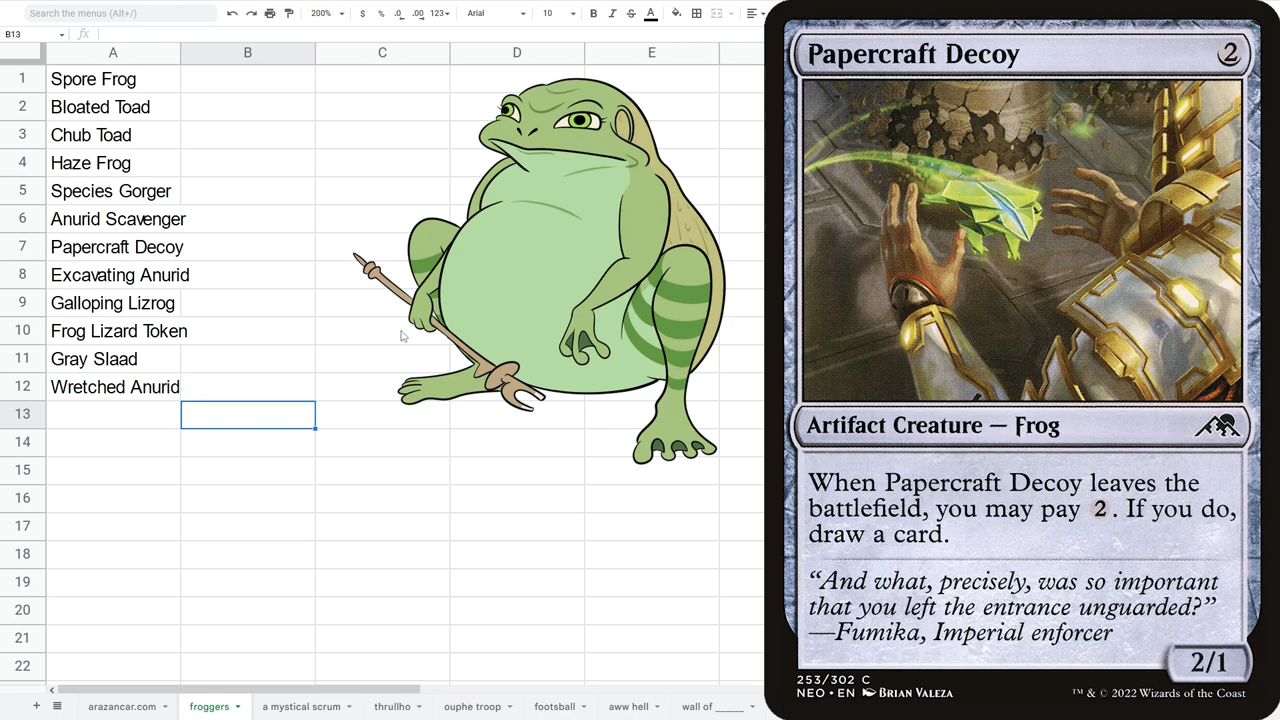 Search the menus (Alt+/)
200%
$
%
.0
.00
123
Arial
10
B
I
S
A
B13
fx
A
B
C
D
E
1
Spore Frog
2
Bloated Toad
3
Chub Toad
4
Haze Frog
5
Species Gorger
6
Anurid Scavenger
7
Papercraft Decoy
8
Excavating Anurid
9
Galloping Lizrog
10
Frog Lizard Token
11
Gray Slaad
12
Wretched Anurid
13
14
15
16
17
18
19
20
21
22
froggers
a mystical scrum
thrullo
football
aww hell
wall of ______
Papercraft Decoy
2
Artifact Creature — Frog
When Papercraft Decoy leaves the
battlefield, you may pay 2. If you do,
draw a card.
“And what, precisely, was so important
that you left the entrance unguarded?”
—Fumika, Imperial enforcer
2/1
253/302 C
NEO • EN BRIAN VALEZA
™ & © 2022 Wizards of the Coast